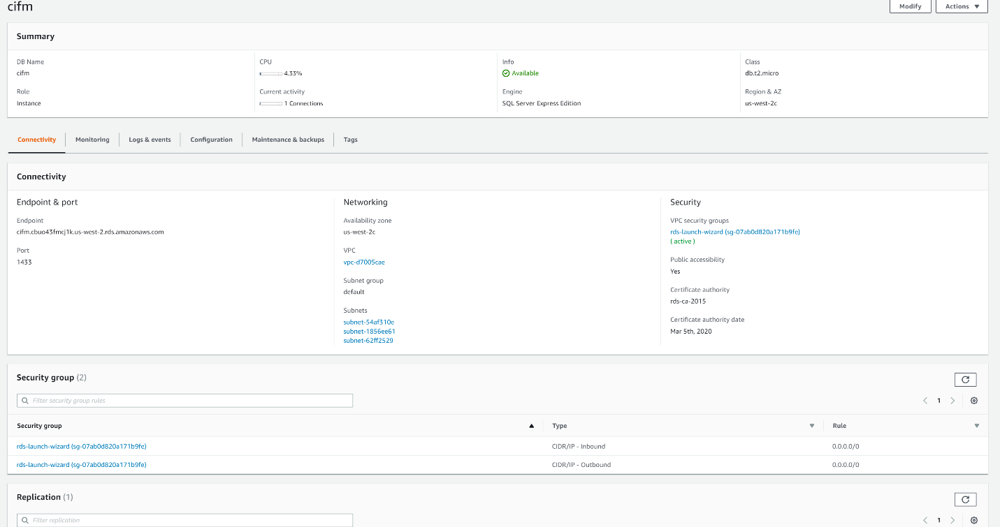 cifm
Modify
Actions
Summary
DB Name
cifm
CPU
4.33%
Info
Available
Class
db.t2.micro
Role
Instance
Current activity
1 Connections
Engine
SQL Server Express Edition
Region & AZ
us-west-2c
Connectivity
Monitoring
Logs & events
Configuration
Maintenance & backups
Tags
Connectivity
Endpoint & port
Endpoint
cifm.cbuo43fmcj1k.us-west-2.rds.amazonaws.com
Port
1433
Networking
Availability zone
us-west-2c
VPC
vpc-d7005cae
Subnet group
default
Subnets
subnet-54af310e
subnet-1856ee61
subnet-62ff2529
Security
VPC security groups
rds-launch-wizard (sg-07ab0d820a171b9fe)
( active )
Public accessibility
Yes
Certificate authority
rds-ca-2015
Certificate authority date
Mar 5th, 2020
Security group (2)
Filter security group rules
1
Security group
Type
Rule
rds-launch-wizard (sg-07ab0d820a171b9fe)
CIDR/IP - Inbound
0.0.0.0/0
rds-launch-wizard (sg-07ab0d820a171b9fe)
CIDR/IP - Outbound
0.0.0.0/0
Replication (1)
Filter replication
1